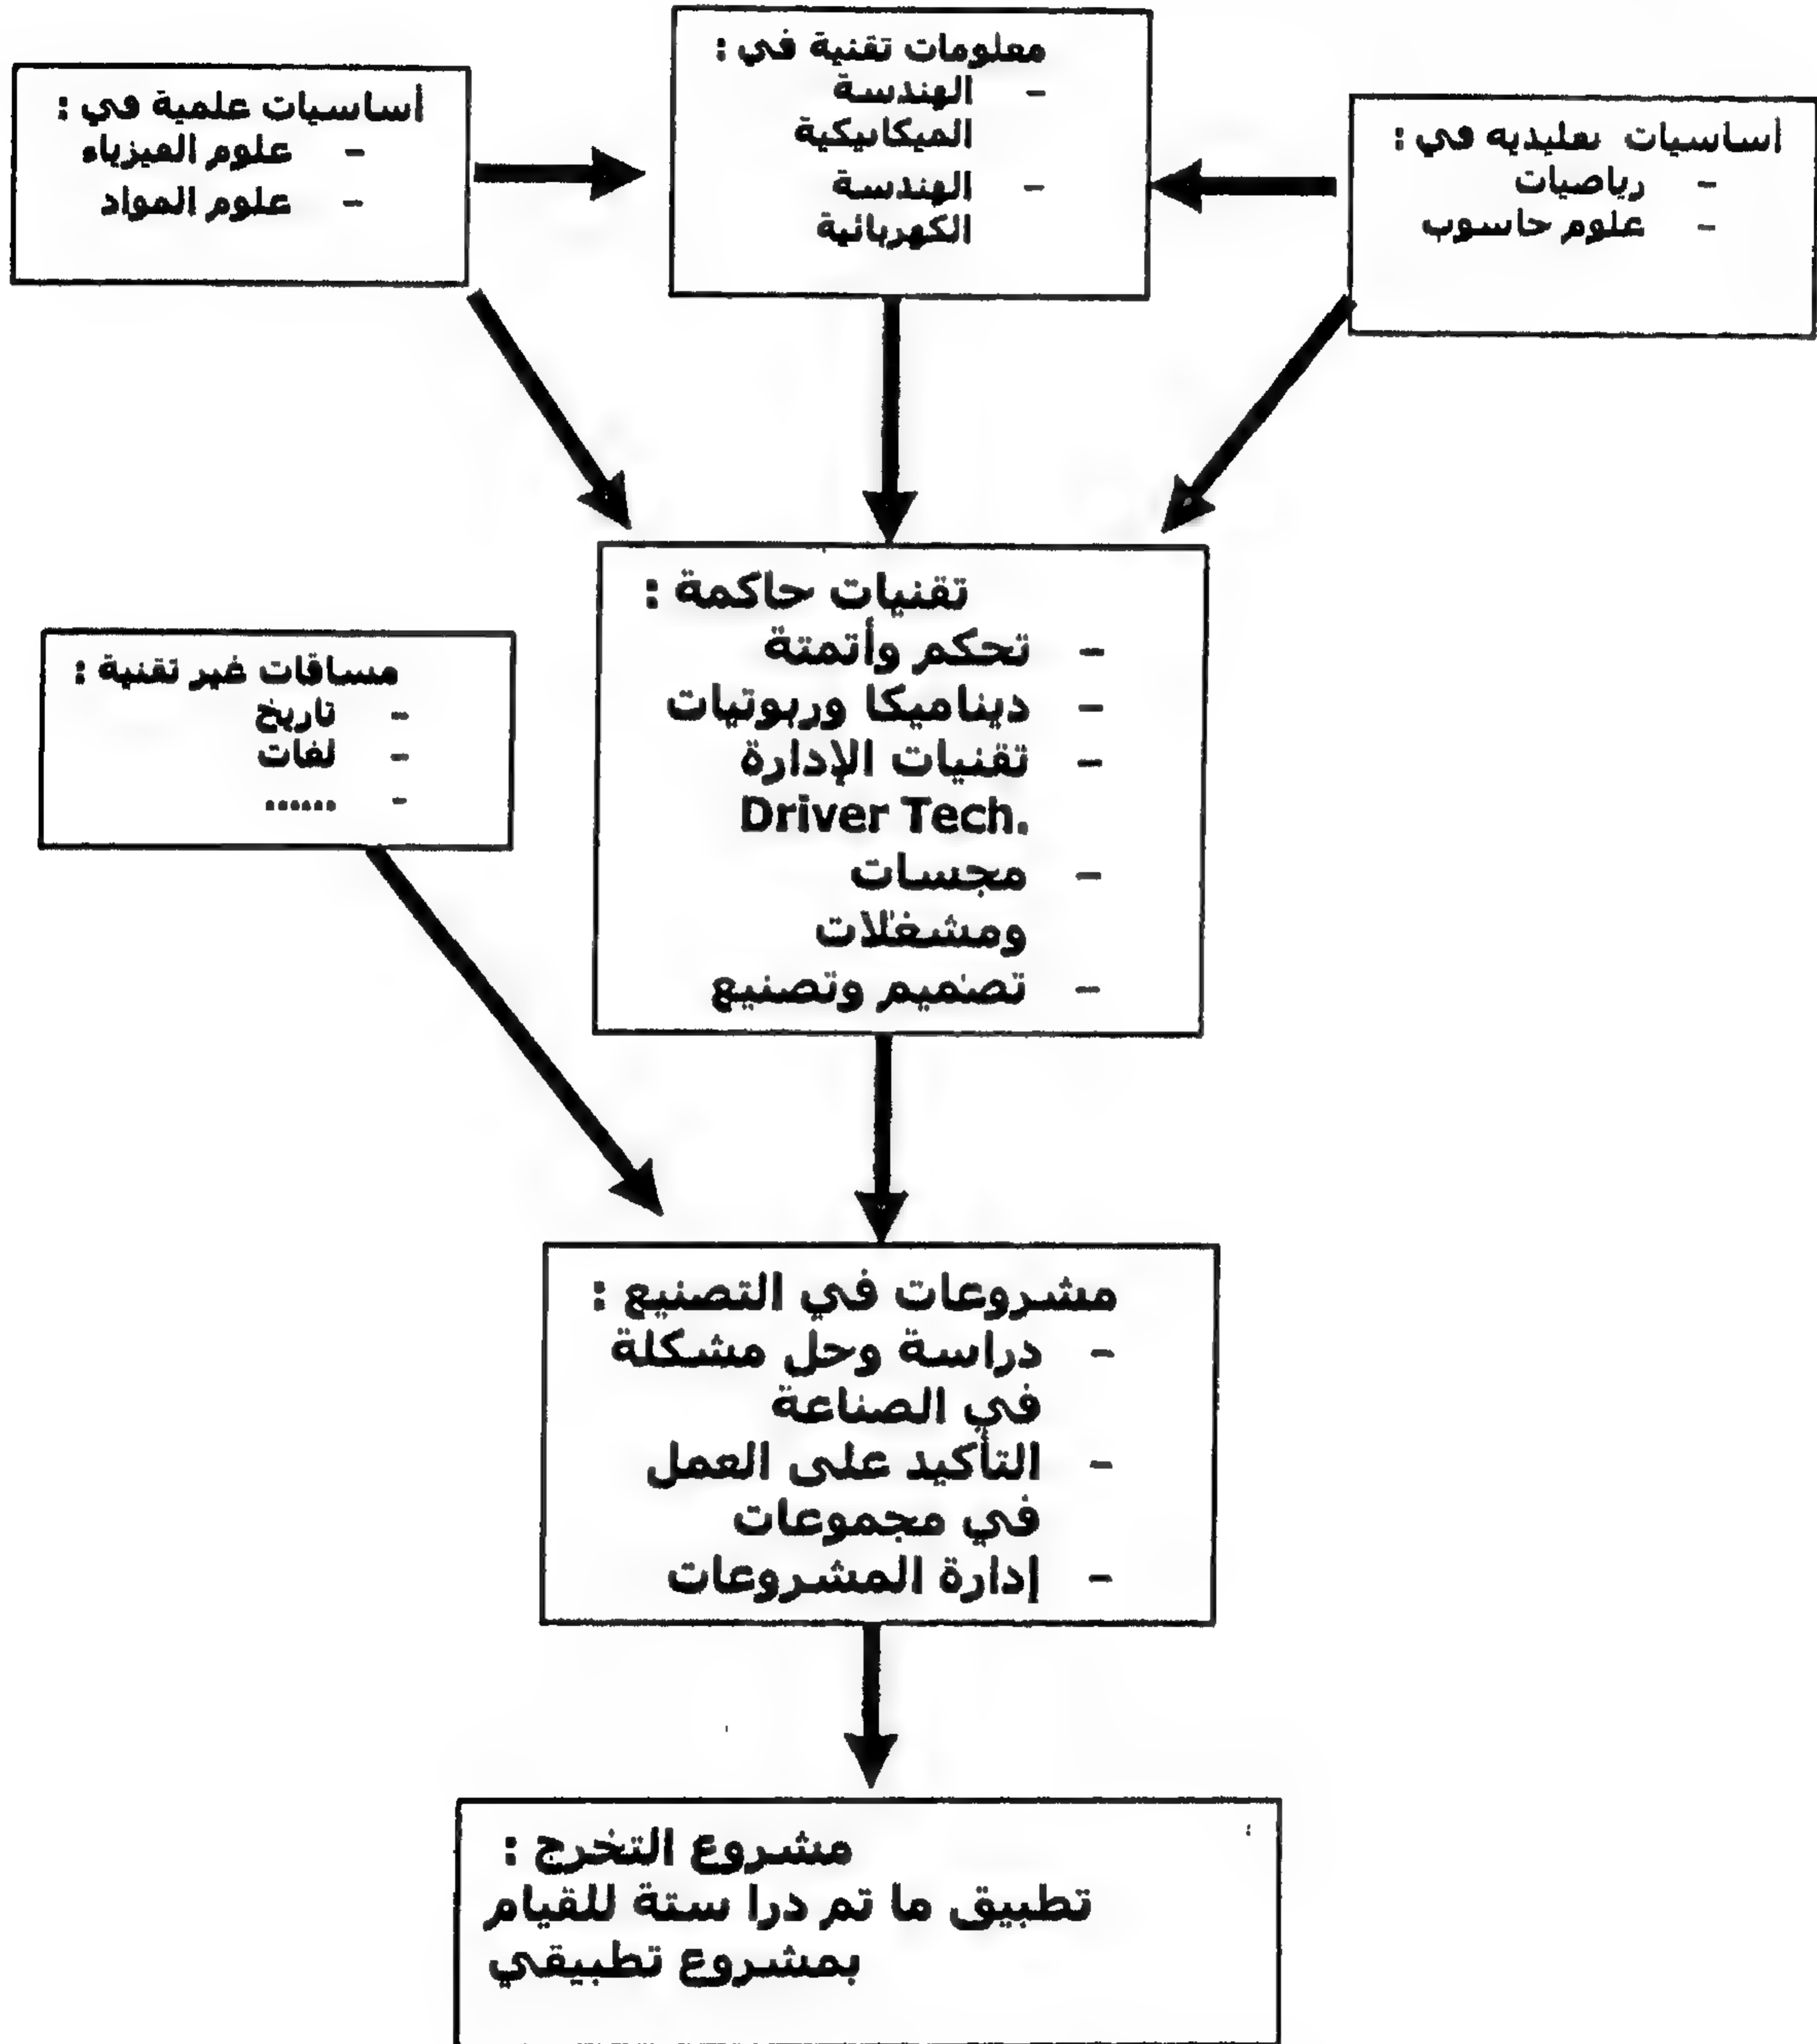 معلومات تقنية في :
- الهندسة
الميكانيكية
- الهندسة
الكهربائية
أساسيات تقليديه في :
- رياضيات
- علوم حاسوب
أساسيات علمية في :
- علوم الفيزياء
- علوم المواد
تقنيات حاكمة :
- تحكم وأتمتة
- ديناميكا وربوتيات
- تقنيات الإدارة
Driver Tech.
- مجسات
ومشغلات
- تصميم وتصنيع
مساقات غير تقنية :
- تاريخ
- لغات
- ......
مشروعات في التصنيع :
- دراسة وحل مشكلة
في الصناعة
- التأكيد على العمل
في مجموعات
- إدارة المشروعات
مشروع التخرج :
تطبيق ما تم درا ستة للقيام
بمشروع تطبيقي